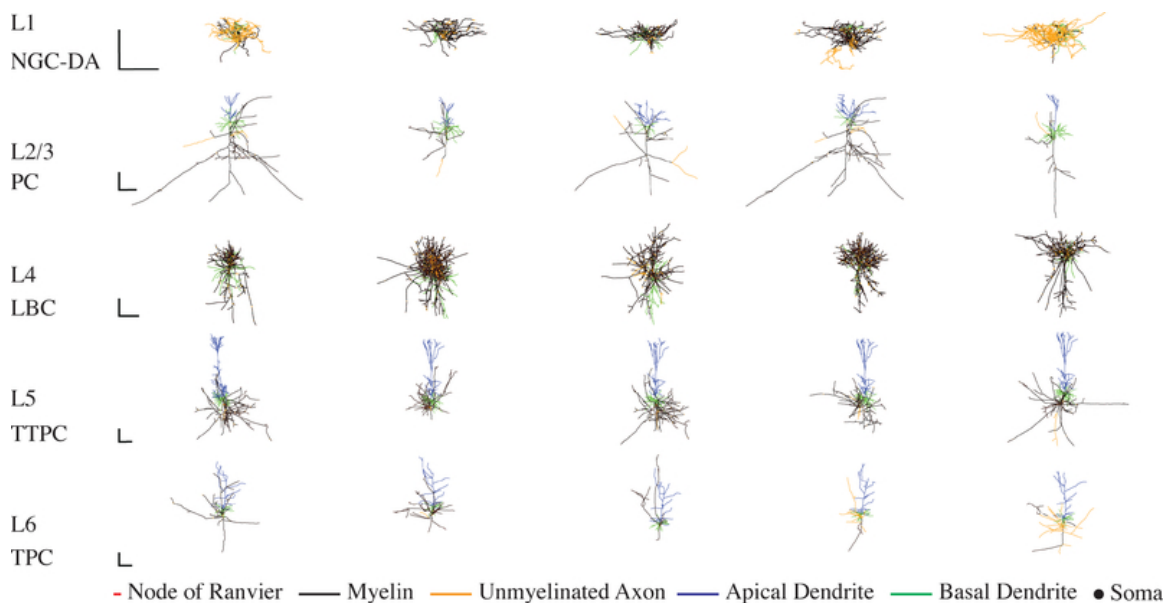 L1
NGC-DA
L2/3
PC
L4
LBC
L5
TTPC
L6
TPC
Node of Ranvier Myelin Unmyelinated Axon Apical Dendrite Basal Dendrite Soma